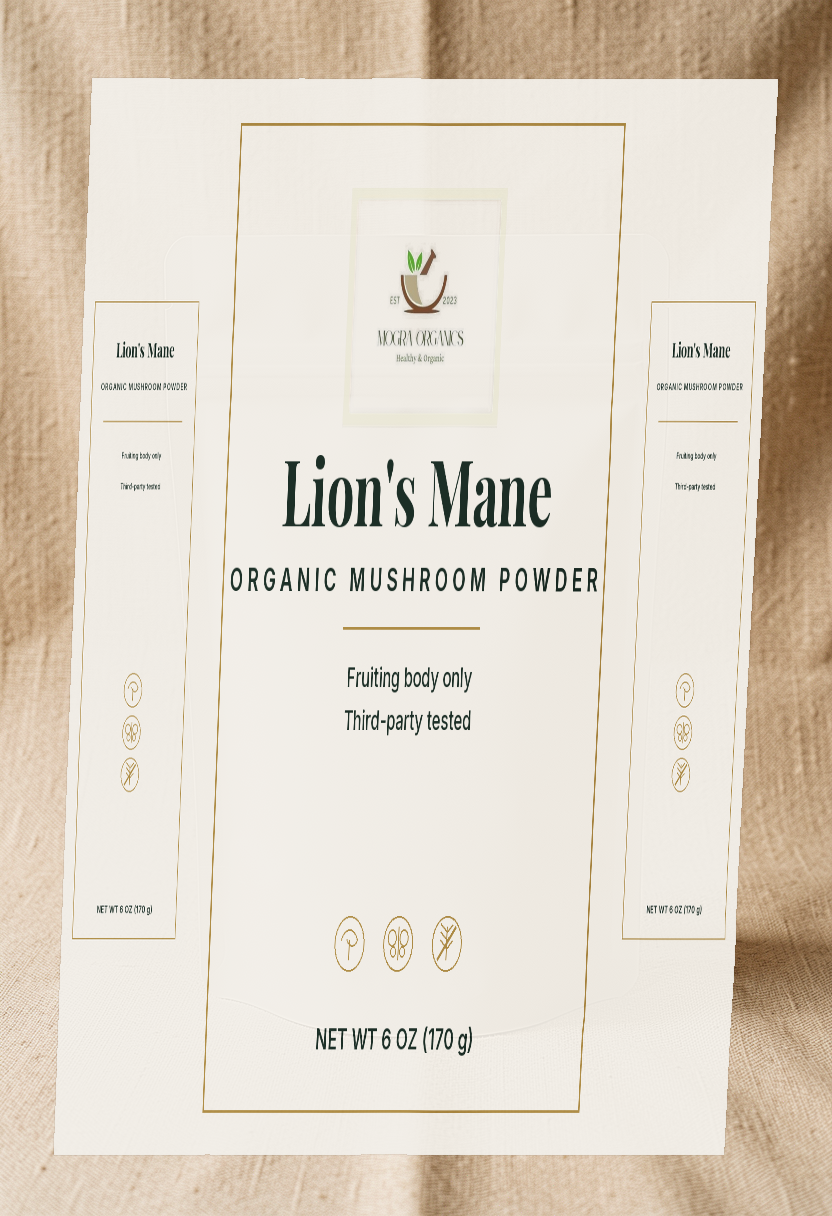 EST 2023
MOGRA ORGANICS
Healthy & Organic
Lion's Mane
ORGANIC MUSHROOM POWDER
Fruiting body only
Third-party tested
NET WT 6 OZ (170 g)
Lion's Mane
ORGANIC MUSHROOM POWDER
Fruiting body only
Third-party tested
NET WT 6 OZ (170 g)
Lion's Mane
ORGANIC MUSHROOM POWDER
Fruiting body only
Third-party tested
NET WT 6 OZ (170 g)